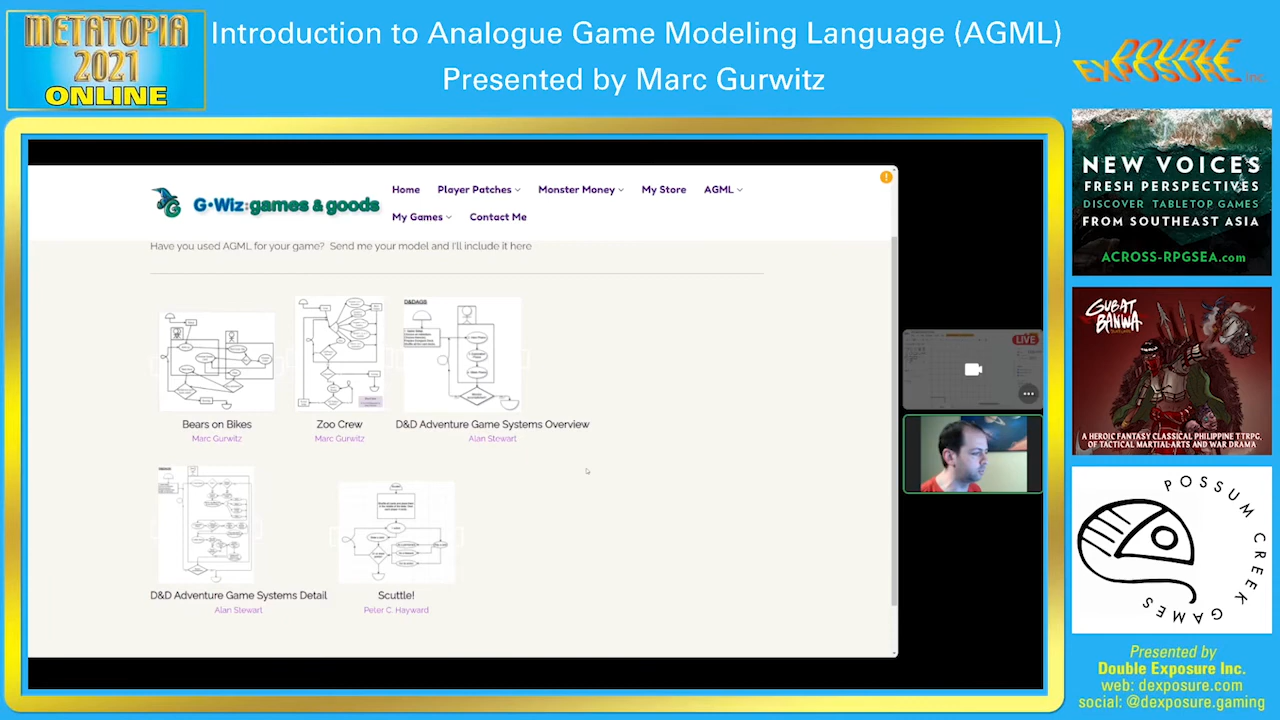 METATOPIA
2021
ONLINE
Introduction to Analogue Game Modeling Language (AGML)
Presented by Marc Gurwitz
DOUBLE
EXPOSURE INC.
G•Wiz:games & goods
Home
Player Patches
Monster Money
My Store
AGML
My Games
Contact Me
Have you used AGML for your game? Send me your model and I'll include it here
Bears on Bikes
Marc Gurwitz
Zoo Crew
Marc Gurwitz
D&DAGS
D&D Adventure Game Systems Overview
Alan Stewart
D&D Adventure Game Systems Detail
Alan Stewart
Scuttle!
Peter C. Hayward
LIVE
NEW VOICES
FRESH PERSPECTIVES
DISCOVER TABLETOP GAMES
FROM SOUTHEAST ASIA
ACROSS-RPGSEA.com
GUBAT
BANWA
A HEROIC FANTASY CLASSICAL PHILIPPINE TTRPG,
OF TACTICAL MARTIAL-ARTS AND WAR DRAMA
POSSUM CREEK GAMES
Presented by
Double Exposure Inc.
web: dexposure.com
social: @dexposure.gaming